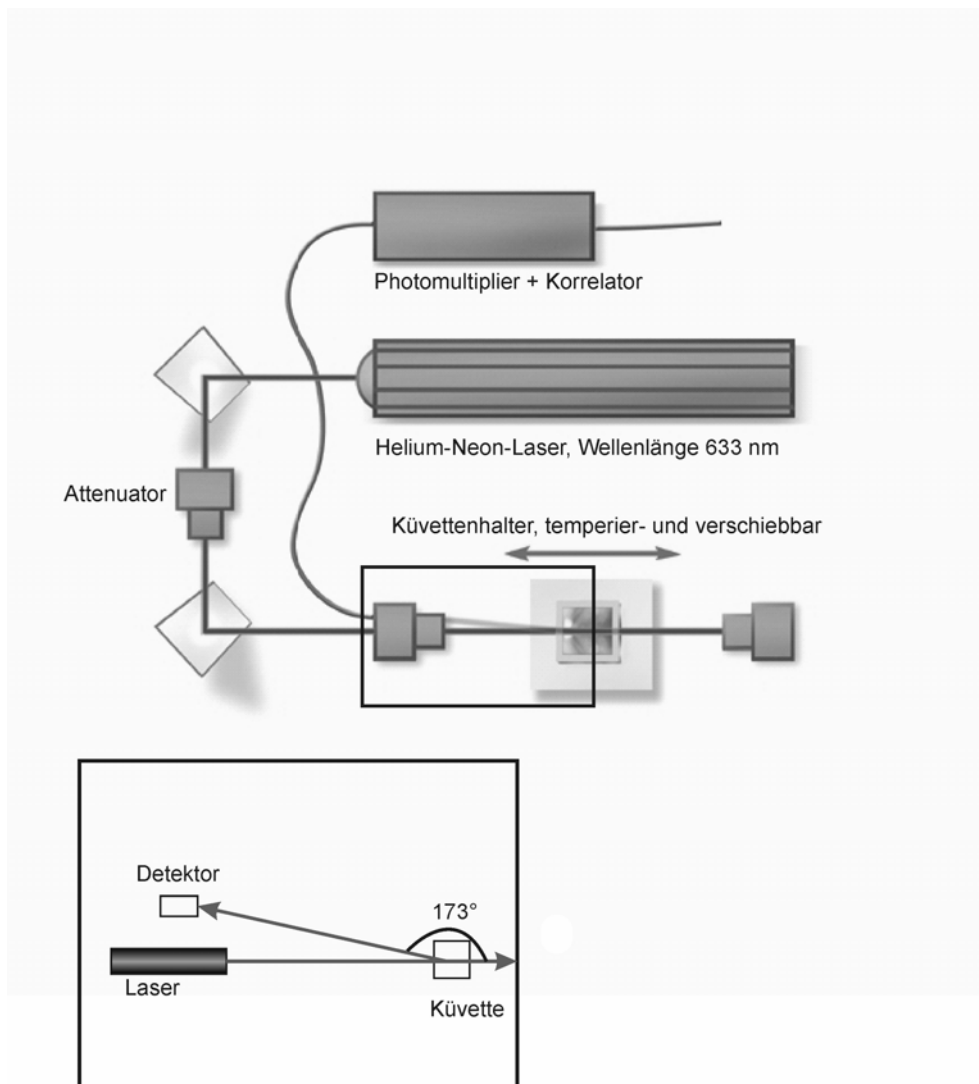 Photomultiplier + Korrelator
Helium-Neon-Laser, Wellenlänge 633 nm
Attenuator
Küvettenhalter, temperier- und verschiebbar
Detektor
173°
Laser
Küvette